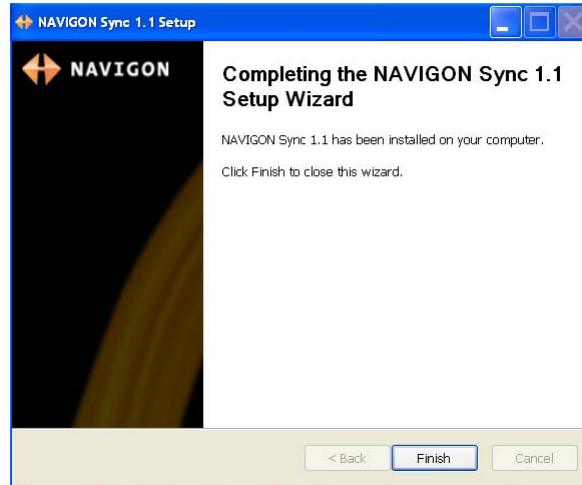 NAVIGON Sync 1.1 Setup
NAVIGON
Completing the NAVIGON Sync 1.1
Setup Wizard
NAVIGON Sync 1.1 has been installed on your computer.
Click Finish to close this wizard.
< Back Finish Cancel